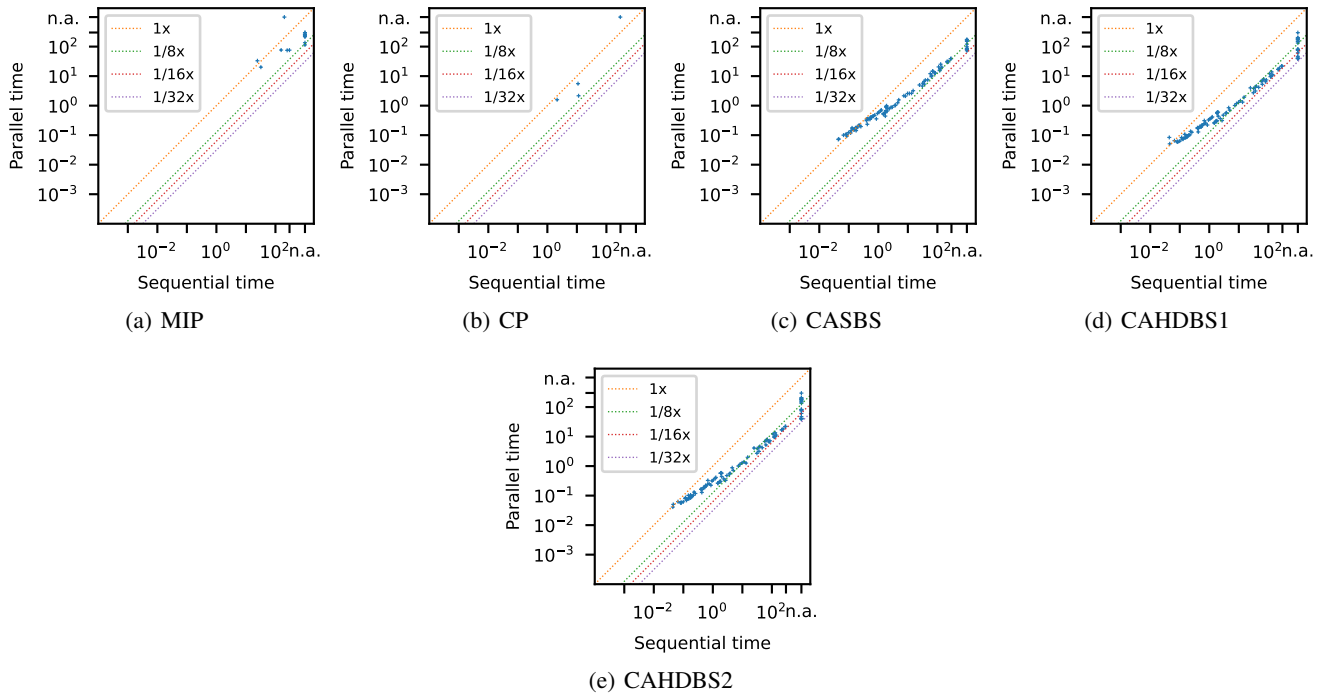 n.a.
10²
10¹
10⁰
10⁻¹
10⁻²
10⁻³
Parallel time
1x
1/8x
1/16x
1/32x
10⁻²
10⁰
10²n.a.
Sequential time
(a) MIP
n.a.
10²
10¹
10⁰
10⁻¹
10⁻²
10⁻³
Parallel time
1x
1/8x
1/16x
1/32x
10⁻²
10⁰
10²n.a.
Sequential time
(b) CP
n.a.
10²
10¹
10⁰
10⁻¹
10⁻²
10⁻³
Parallel time
1x
1/8x
1/16x
1/32x
10⁻²
10⁰
10²n.a.
Sequential time
(c) CASBS
n.a.
10²
10¹
10⁰
10⁻¹
10⁻²
10⁻³
Parallel time
1x
1/8x
1/16x
1/32x
10⁻²
10⁰
10²n.a.
Sequential time
(d) CAHDBS1
n.a.
10²
10¹
10⁰
10⁻¹
10⁻²
10⁻³
Parallel time
1x
1/8x
1/16x
1/32x
10⁻²
10⁰
10²n.a.
Sequential time
(e) CAHDBS2